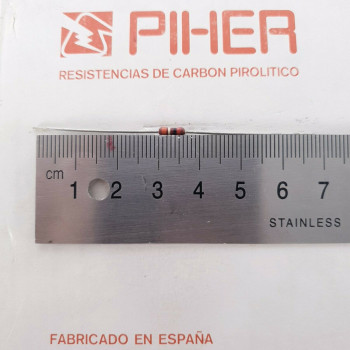 PIHER
RESISTENCIAS DE CARBON PIROLITICO
cm 1 2 3 4 5 6 7
STAINLESS
FABRICADO EN ESPAÑA